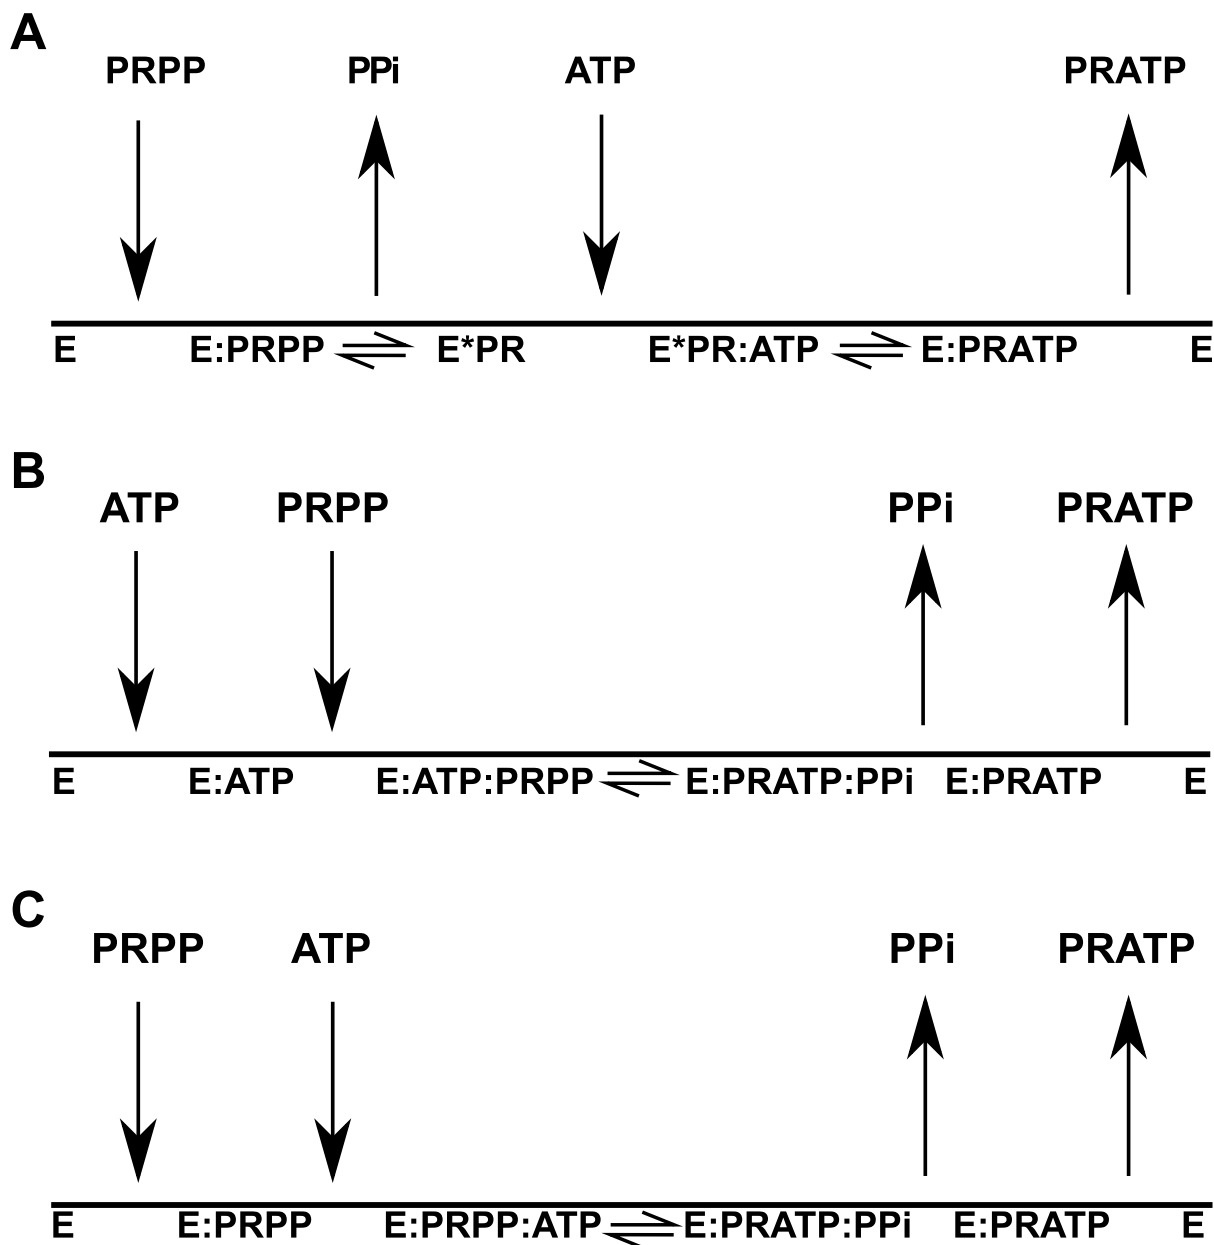 A
PRPP PPi ATP PRATP
E E:PRPP E*PR E*PR:ATP E:PRATP E
B
ATP PRPP PPi PRATP
E E:ATP E:ATP:PRPP E:PRATP:PPi E:PRATP E
C
PRPP ATP PPi PRATP
E E:PRPP E:PRPP:ATP E:PRATP:PPi E:PRATP E